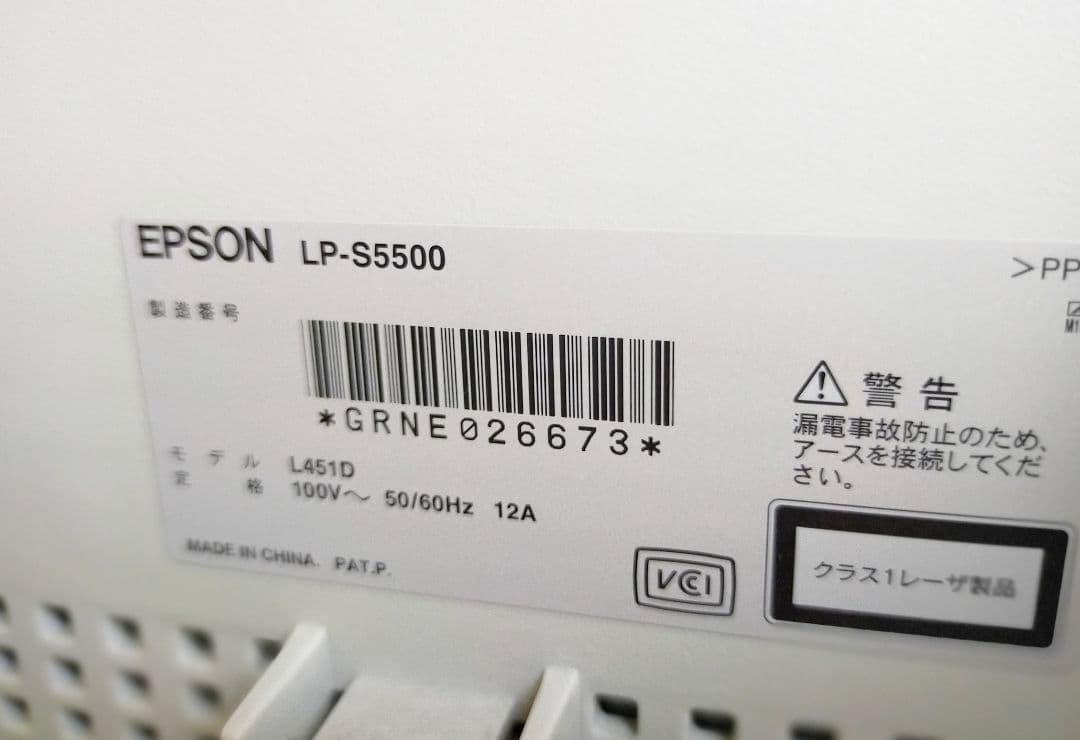 EPSON LP-S5500
>PP
製造番号
*GRNE026673*
モデル L451D
定格 100V～ 50/60Hz 12A
MADE IN CHINA. PAT.P.
警告
漏電事故防止のため、
アースを接続してくだ
さい。
VCCI
クラス1レーザ製品